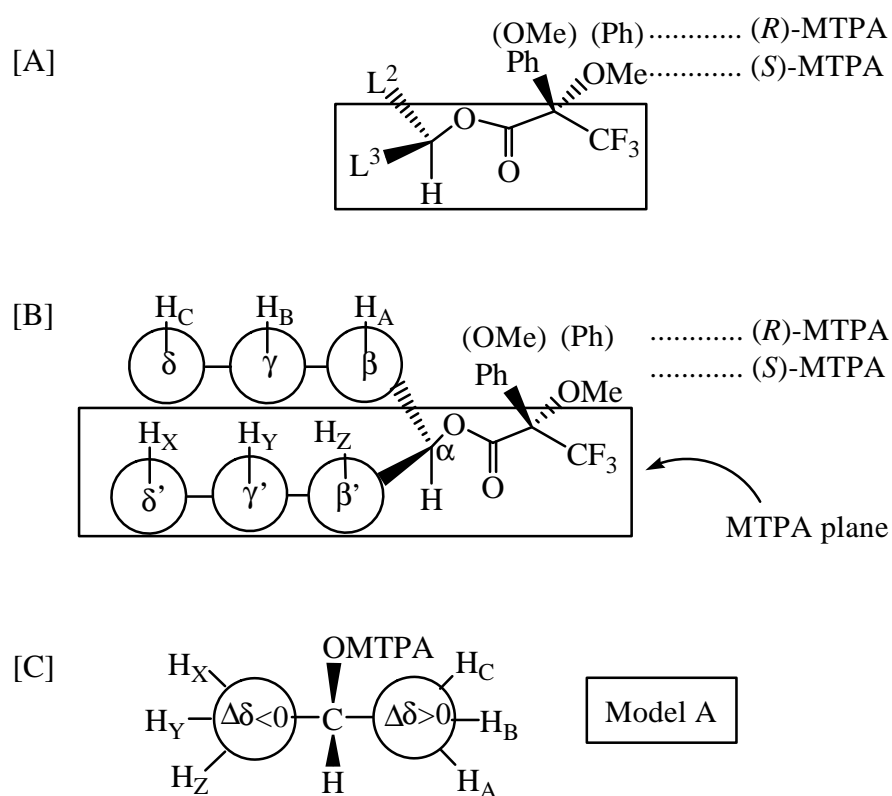 [A]
(OMe) (Ph) ............ (R)-MTPA
Ph OMe ............ (S)-MTPA
L2
O
L3
CF3
H O
[B]
HC HB HA
(OMe) (Ph) ............ (R)-MTPA
δ γ β
Ph OMe ............ (S)-MTPA
HX HY HZ O
α
CF3
δ’ γ’ β’
H O
MTPA plane
[C]
OMTPA
HX HC
HY Δδ<0 C Δδ>0 HB
Model A
HZ H HA